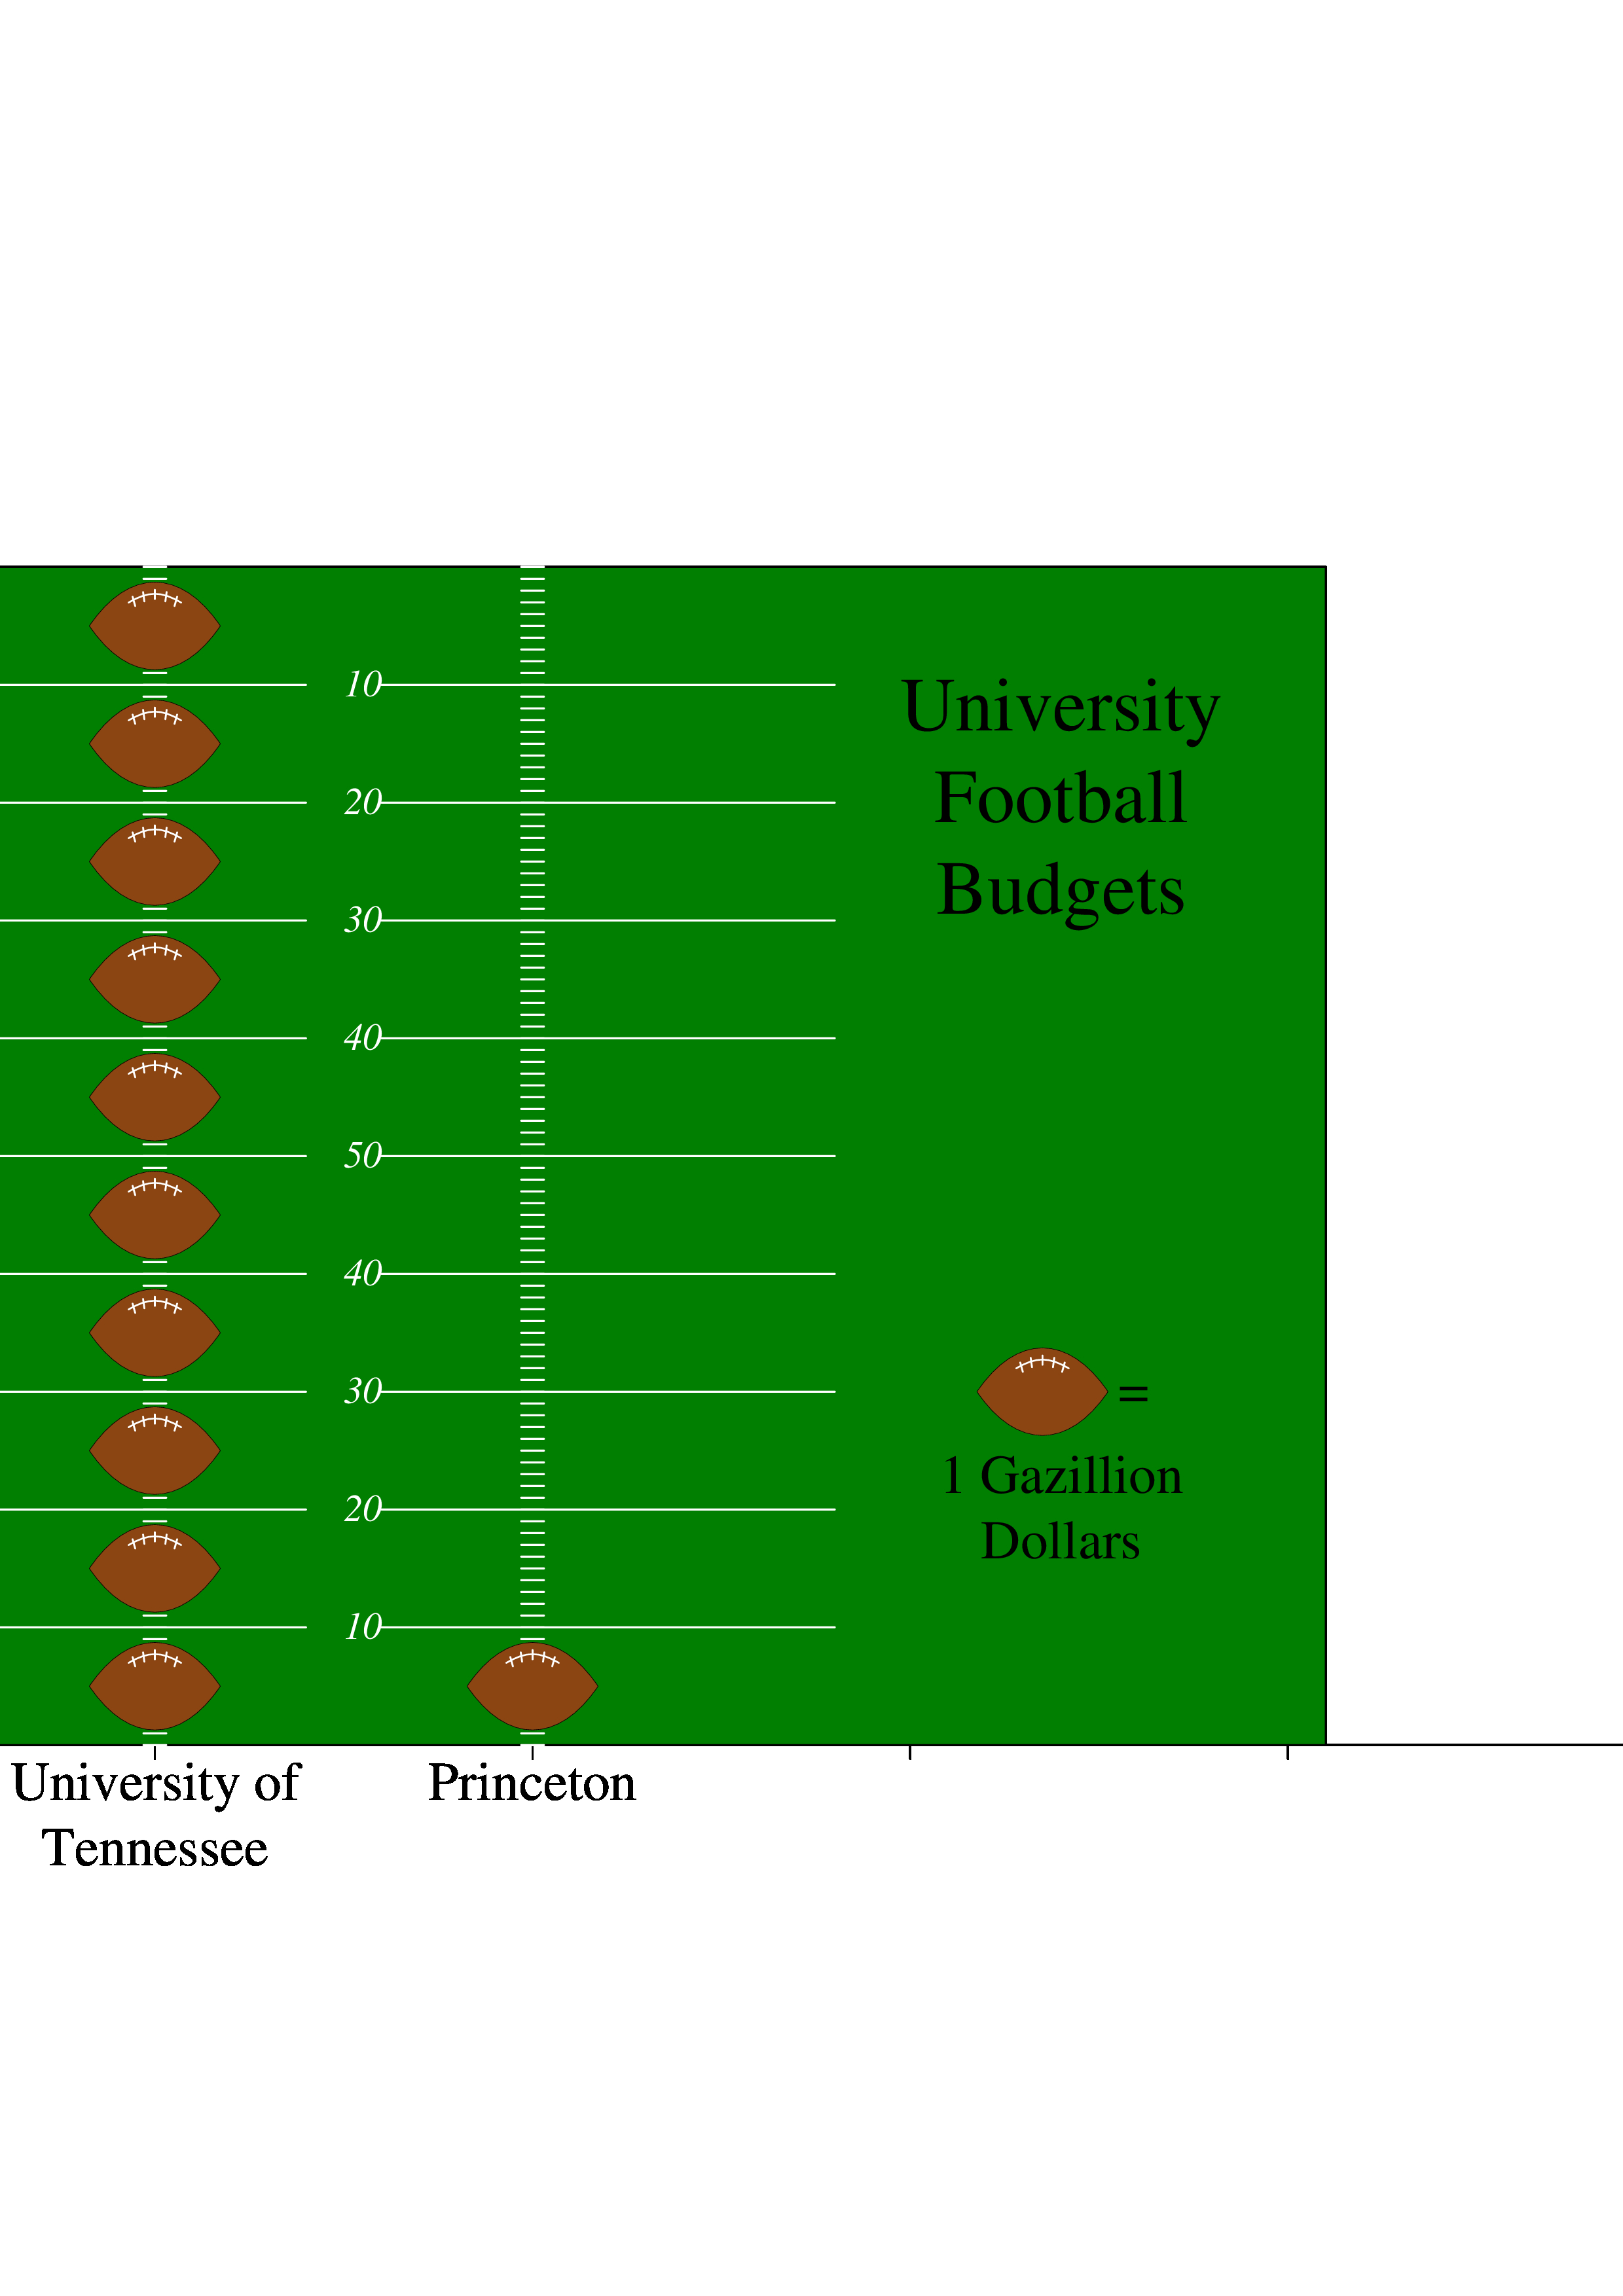 University
Football
Budgets
10
20
30
40
50
40
30
20
10
=
1 Gazillion
Dollars
University of
Tennessee
Princeton